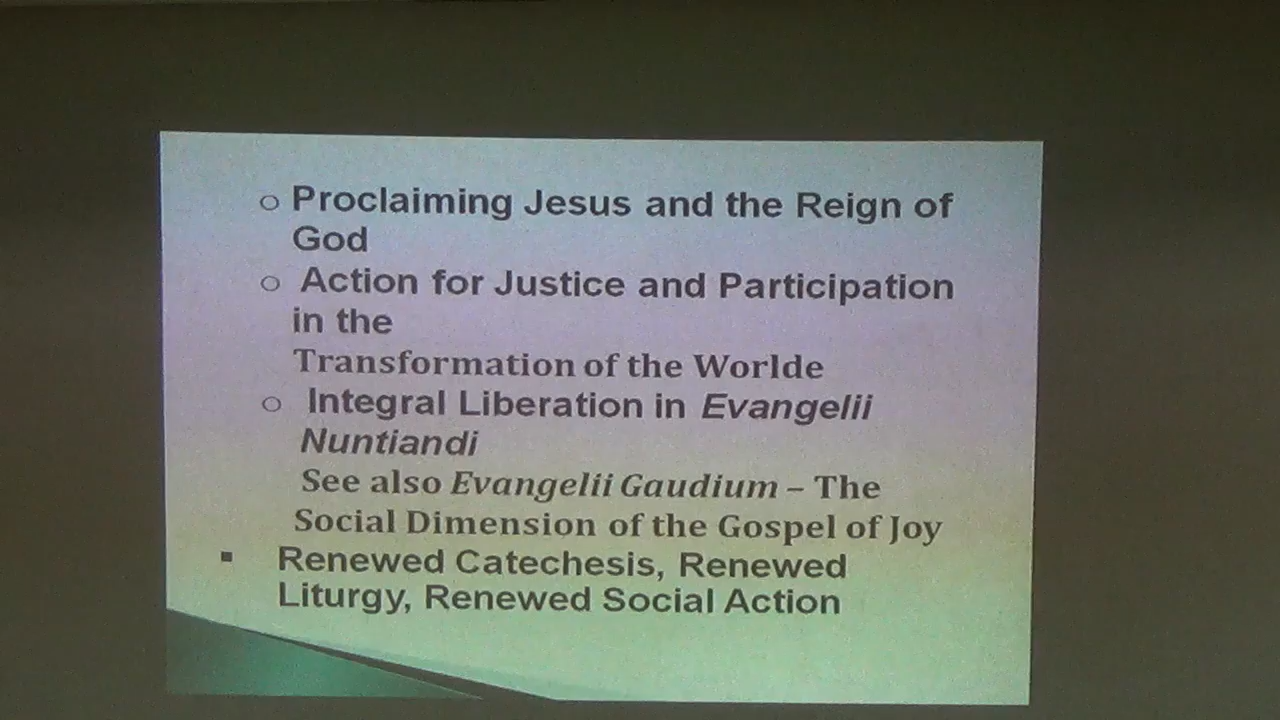 o Proclaiming Jesus and the Reign of
God
o Action for Justice and Participation
in the
Transformation of the Worlde
o Integral Liberation in Evangelii
Nuntiandi
See also Evangelii Gaudium – The
Social Dimension of the Gospel of Joy
▪ Renewed Catechesis, Renewed
Liturgy, Renewed Social Action